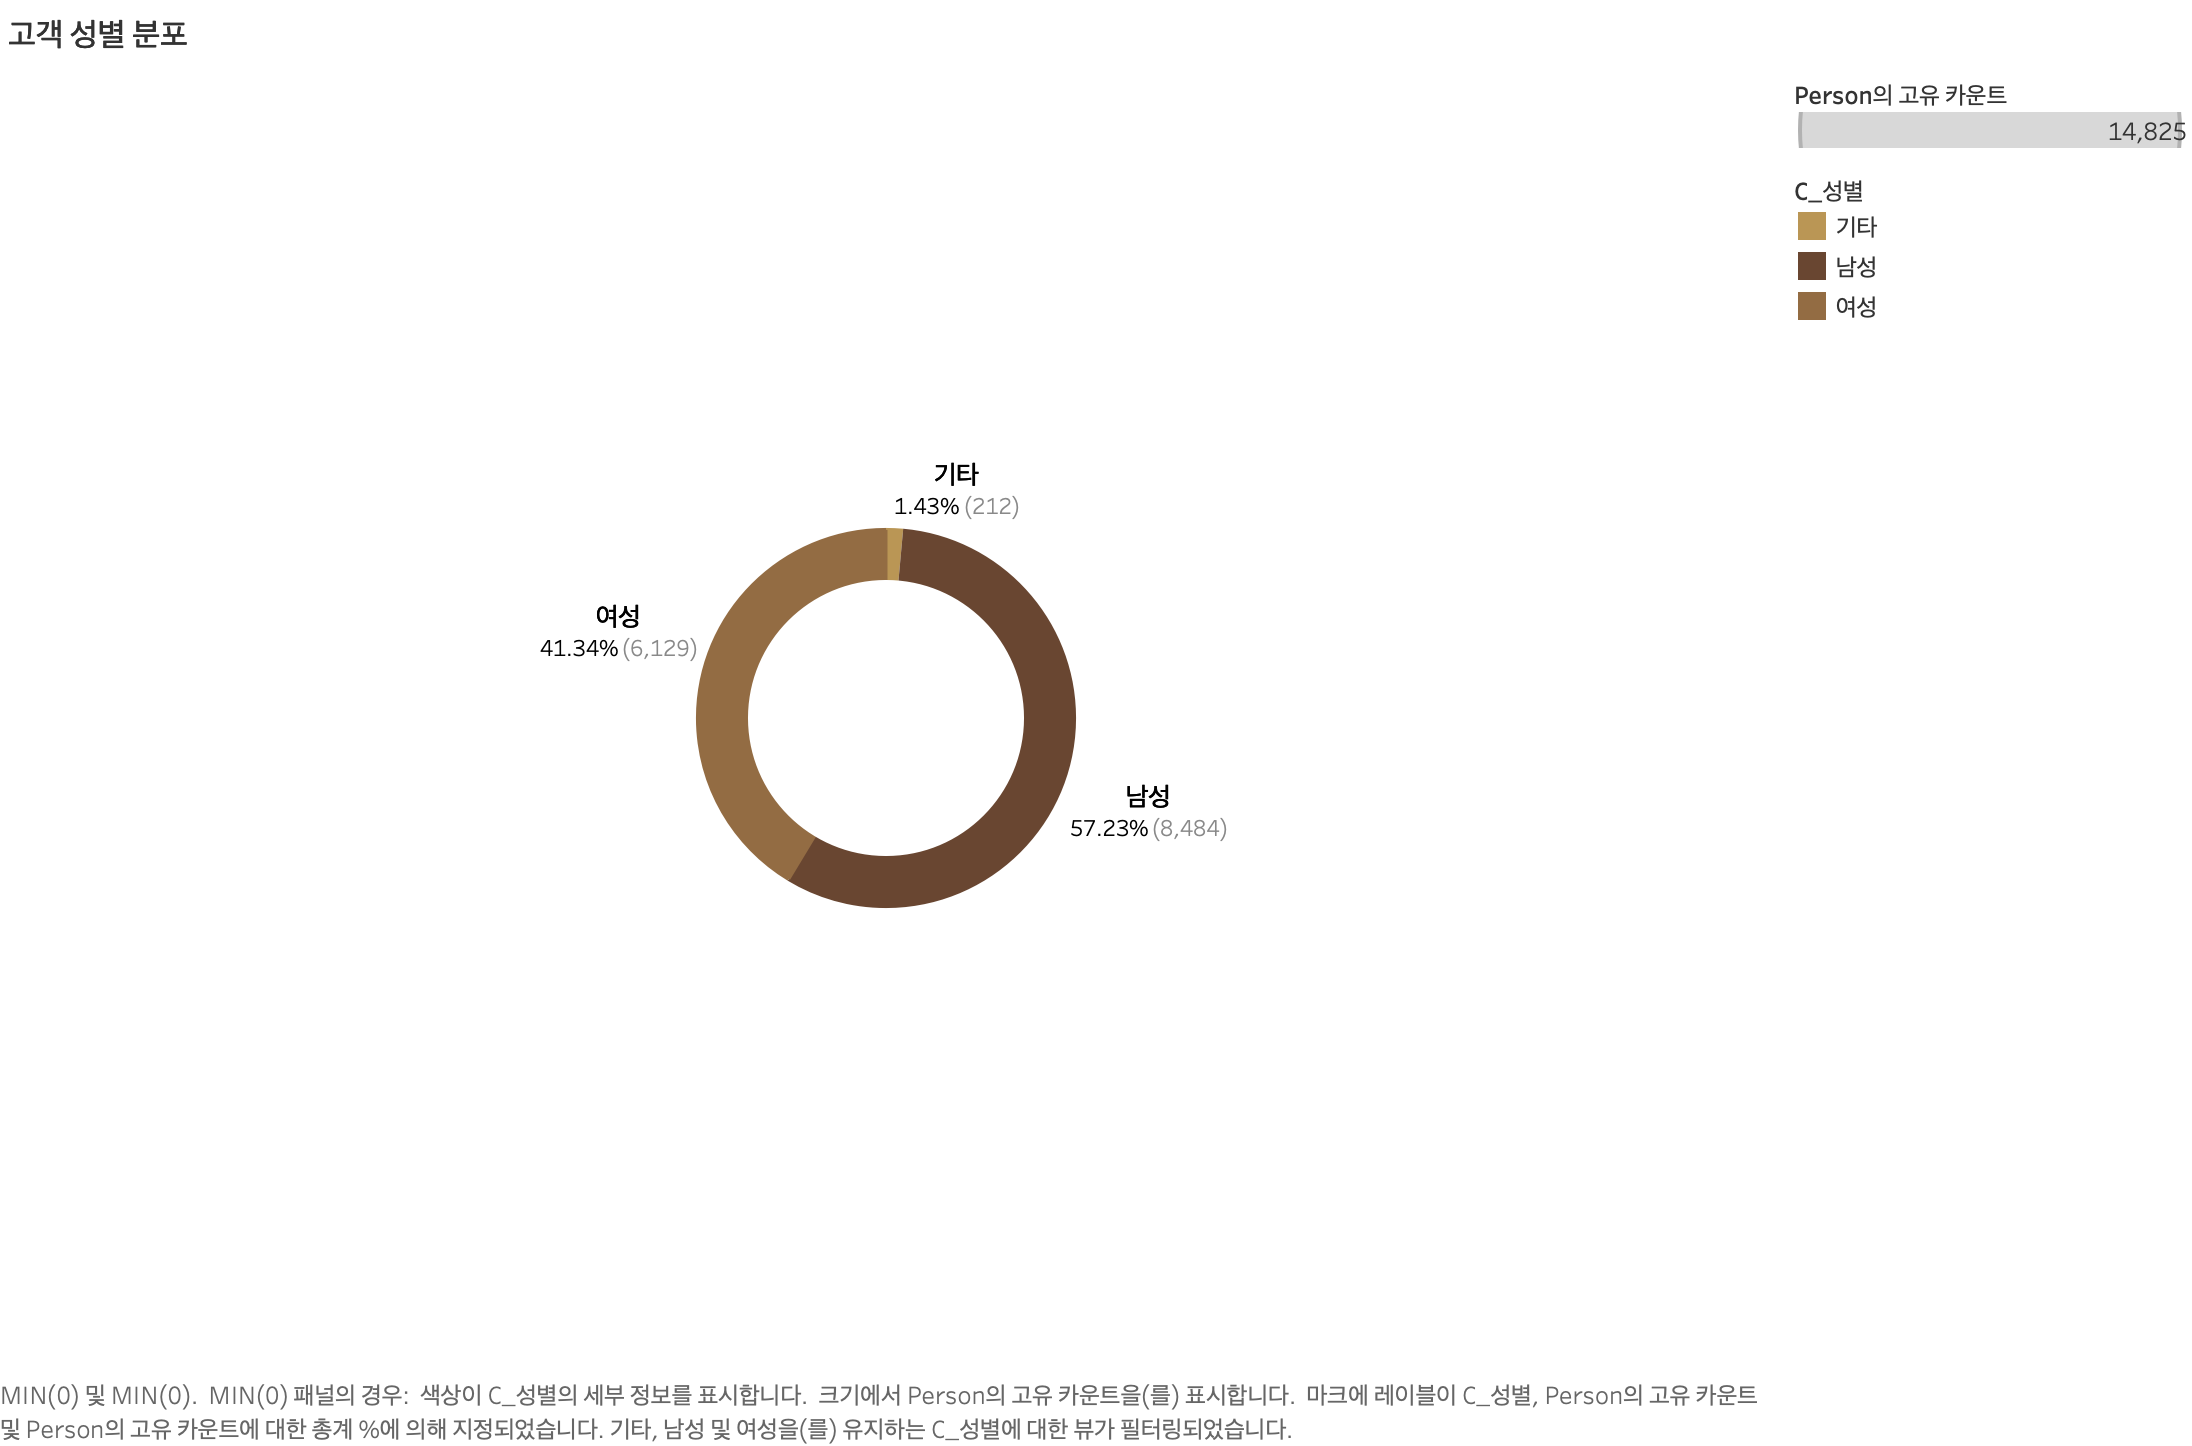 고객 성별 분포
Person의 고유 카운트
14,825
C_성별
기타
남성
여성
기타
1.43% (212)
여성
41.34% (6,129)
남성
57.23% (8,484)
MIN(0) 및 MIN(0).  MIN(0) 패널의 경우:  색상이 C_성별의 세부 정보를 표시합니다.  크기에서 Person의 고유 카운트을(를) 표시합니다.  마크에 레이블이 C_성별, Person의 고유 카운트
및 Person의 고유 카운트에 대한 총계 %에 의해 지정되었습니다. 기타, 남성 및 여성을(를) 유지하는 C_성별에 대한 뷰가 필터링되었습니다.